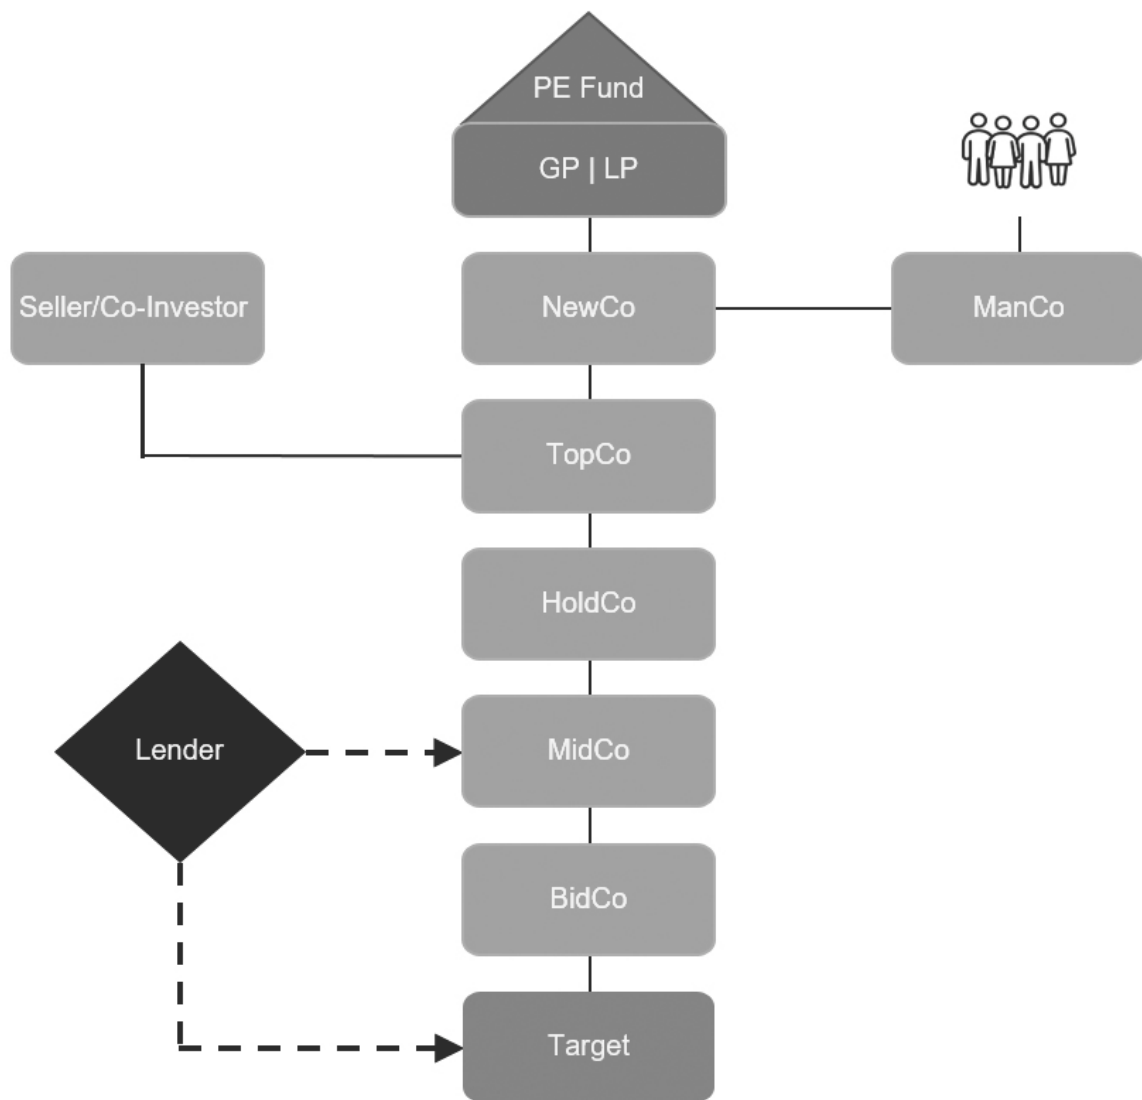 PE Fund
GP | LP
Seller/Co-Investor
NewCo
ManCo
TopCo
HoldCo
Lender
MidCo
BidCo
Target